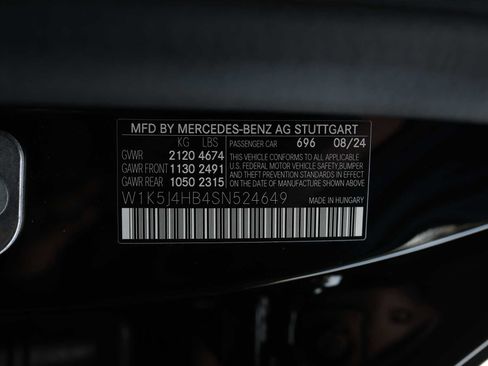 MFD BY MERCEDES-BENZ AG STUTTGART
KG LBS PASSENGER CAR 696 08/24
GVWR 2120 4674
GAWR FRONT 1130 2491
GAWR REAR 1050 2315
THIS VEHICLE CONFORMS TO ALL APPLICABLE
U.S. FEDERAL MOTOR VEHICLE SAFETY, BUMPER
AND THEFT PREVENTION STANDARDS IN EFFECT
ON THE DATE OF MANUFACTURE SHOWN ABOVE.
W1K5J4HB4SN524649
MADE IN HUNGARY